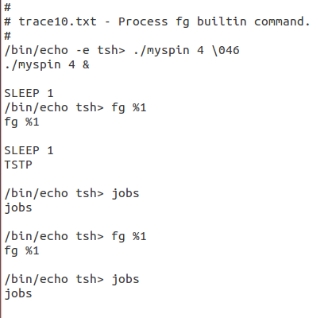 #
# trace10.txt - Process fg builtin command.
#
/bin/echo -e tsh> ./myspin 4 \046
./myspin 4 &
SLEEP 1
/bin/echo tsh> fg %1
fg %1
SLEEP 1
TSTP
/bin/echo tsh> jobs
jobs
/bin/echo tsh> fg %1
fg %1
/bin/echo tsh> jobs
jobs